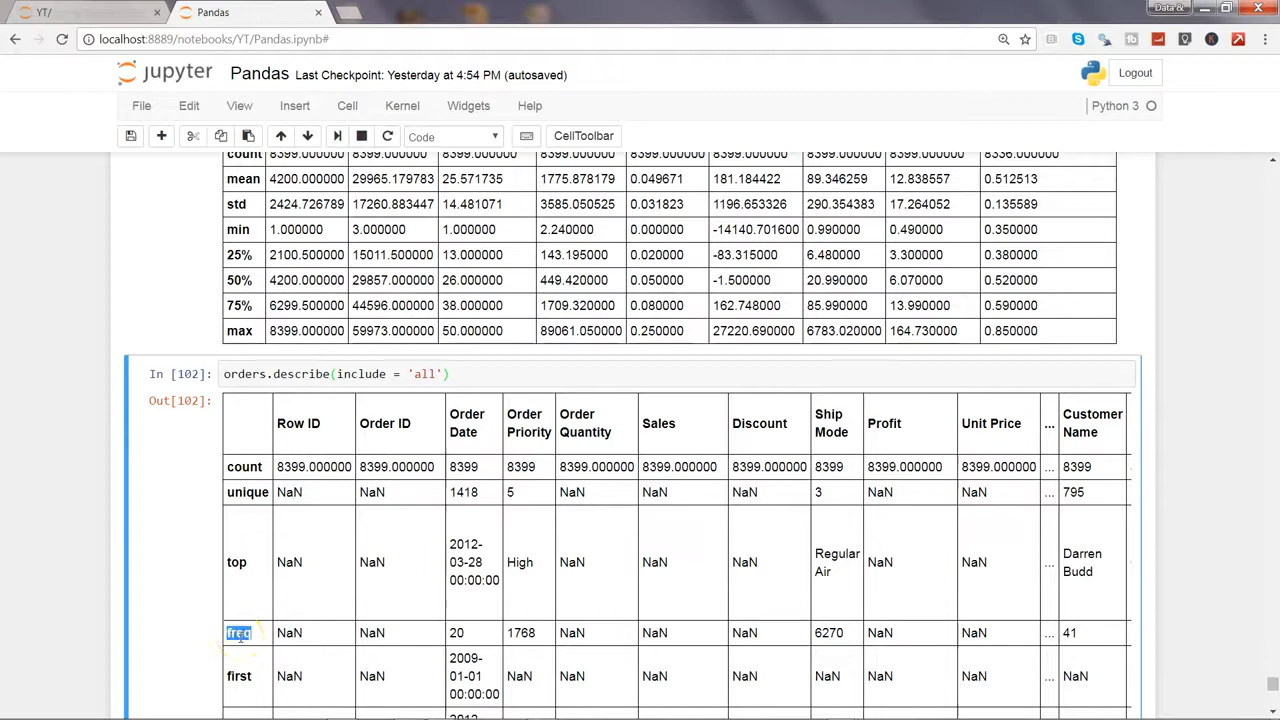 YT/ Pandas Data &
localhost:8889/notebooks/YT/Pandas.ipynb#
jupyter Pandas Last Checkpoint: Yesterday at 4:54 PM (autosaved) Logout
File Edit View Insert Cell Kernel Widgets Help Python 3
Code CellToolbar
count 8399.000000 8399.000000 8399.000000 8399.000000 8399.000000 8399.000000 8399.000000 8399.000000 8336.000000
mean 4200.000000 29965.179783 25.571735 1775.878179 0.049671 181.184422 89.346259 12.838557 0.512513
std 2424.726789 17260.883447 14.481071 3585.050525 0.031823 1196.653326 290.354383 17.264052 0.135589
min 1.000000 3.000000 1.000000 2.240000 0.000000 -14140.701600 0.990000 0.490000 0.350000
25% 2100.500000 15011.500000 13.000000 143.195000 0.020000 -83.315000 6.480000 3.300000 0.380000
50% 4200.000000 29857.000000 26.000000 449.420000 0.050000 -1.500000 20.990000 6.070000 0.520000
75% 6299.500000 44596.000000 38.000000 1709.320000 0.080000 162.748000 85.990000 13.990000 0.590000
max 8399.000000 59973.000000 50.000000 89061.050000 0.250000 27220.690000 6783.020000 164.730000 0.850000
In [102]: orders.describe(include = 'all')
Out[102]:
Row ID Order ID Order Date Order Priority Order Quantity Sales Discount Ship Mode Profit Unit Price ... Customer Name
count 8399.000000 8399.000000 8399 8399 8399.000000 8399.000000 8399.000000 8399 8399.000000 8399.000000 ... 8399
unique NaN NaN 1418 5 NaN NaN NaN 3 NaN NaN ... 795
top NaN NaN 2012-03-28 00:00:00 High NaN NaN NaN Regular Air NaN NaN ... Darren Budd
freq NaN NaN 20 1768 NaN NaN NaN 6270 NaN NaN ... 41
first NaN NaN 2009-01-01 00:00:00 NaN NaN NaN NaN NaN NaN NaN ... NaN